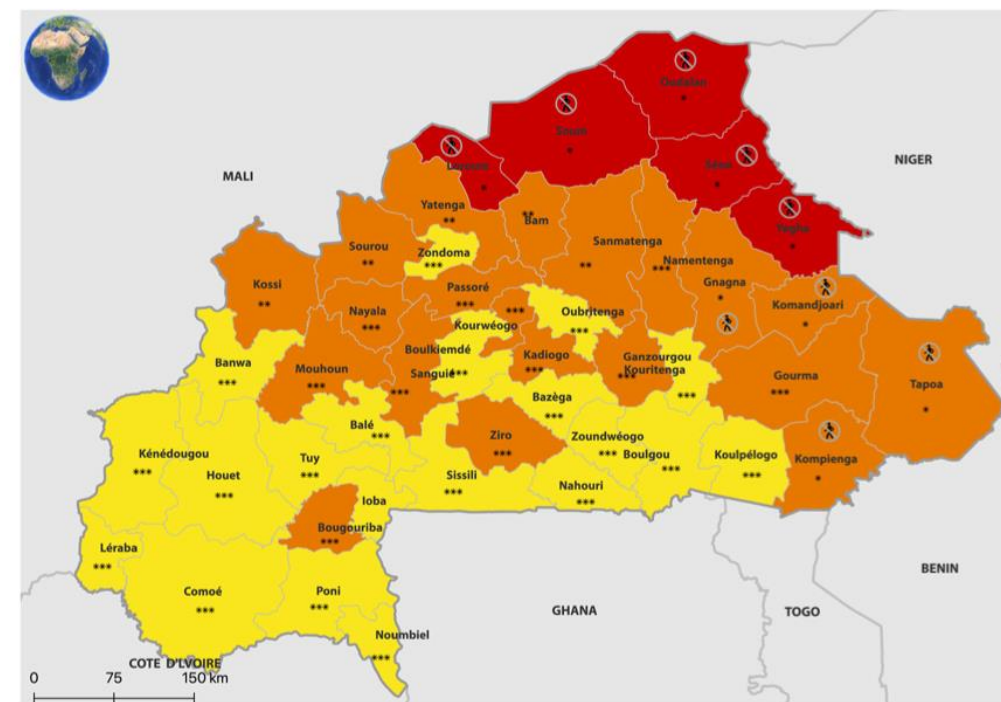 Oudalan
*
Soum
*
NIGER
Loroum
*
Séno
*
MALI
Yatenga
**
**
Bam
Yagha
*
Sourou
**
Zondoma
***
Sanmatenga
**
Namentenga
***
Gnagna
*
Kossi
**
Passoré
***
Komandjoari
*
Nayala
***
***
Oubritenga
***
Kourwéogo
Banwa
***
Mouhoun
***
Boulkiemdé
***
Sanguié
***
Kadiogo
***
Ganzourgou
***
Kouritenga
***
Gourma
***
Tapoa
*
Bazèga
***
Balé
***
Ziro
***
Zoundwéogo
***
Boulgou
***
Koulpélogo
***
Kompienga
*
Kénédougou
***
Houet
***
Tuy
***
Sissili
***
Nahouri
***
Ioba
Bougouriba
***
Léraba
***
Comoé
***
Poni
***
Noumbiel
***
GHANA
TOGO
BENIN
COTE D'LVOIRE
0 75 150 km